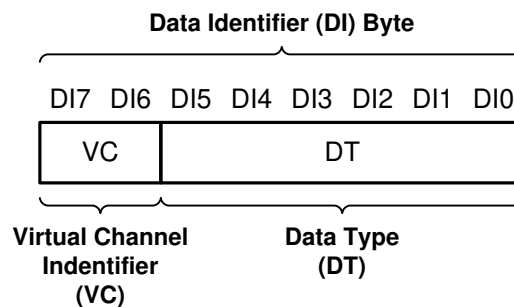 Data Identifier (DI) Byte
DI7 DI6 DI5 DI4 DI3 DI2 DI1 DI0
VC DT
Virtual Channel Data Type
Indentifier (DT)
(VC)